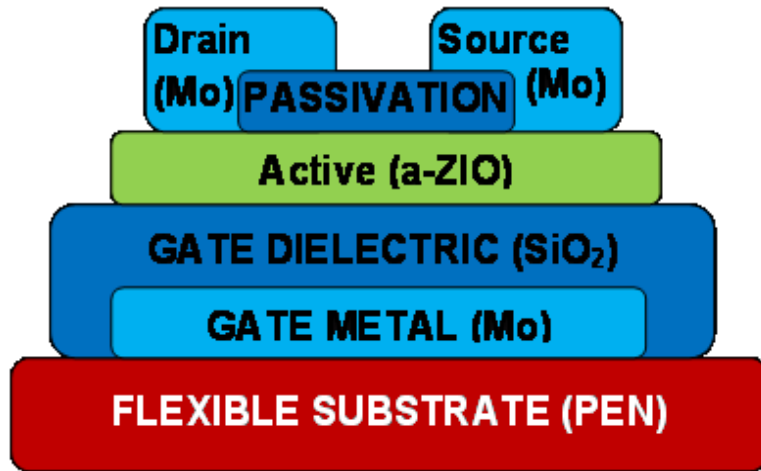 Drain
(Mo)
Source
(Mo)
PASSIVATION
Active (a-ZIO)
GATE DIELECTRIC (SiO₂)
GATE METAL (Mo)
FLEXIBLE SUBSTRATE (PEN)